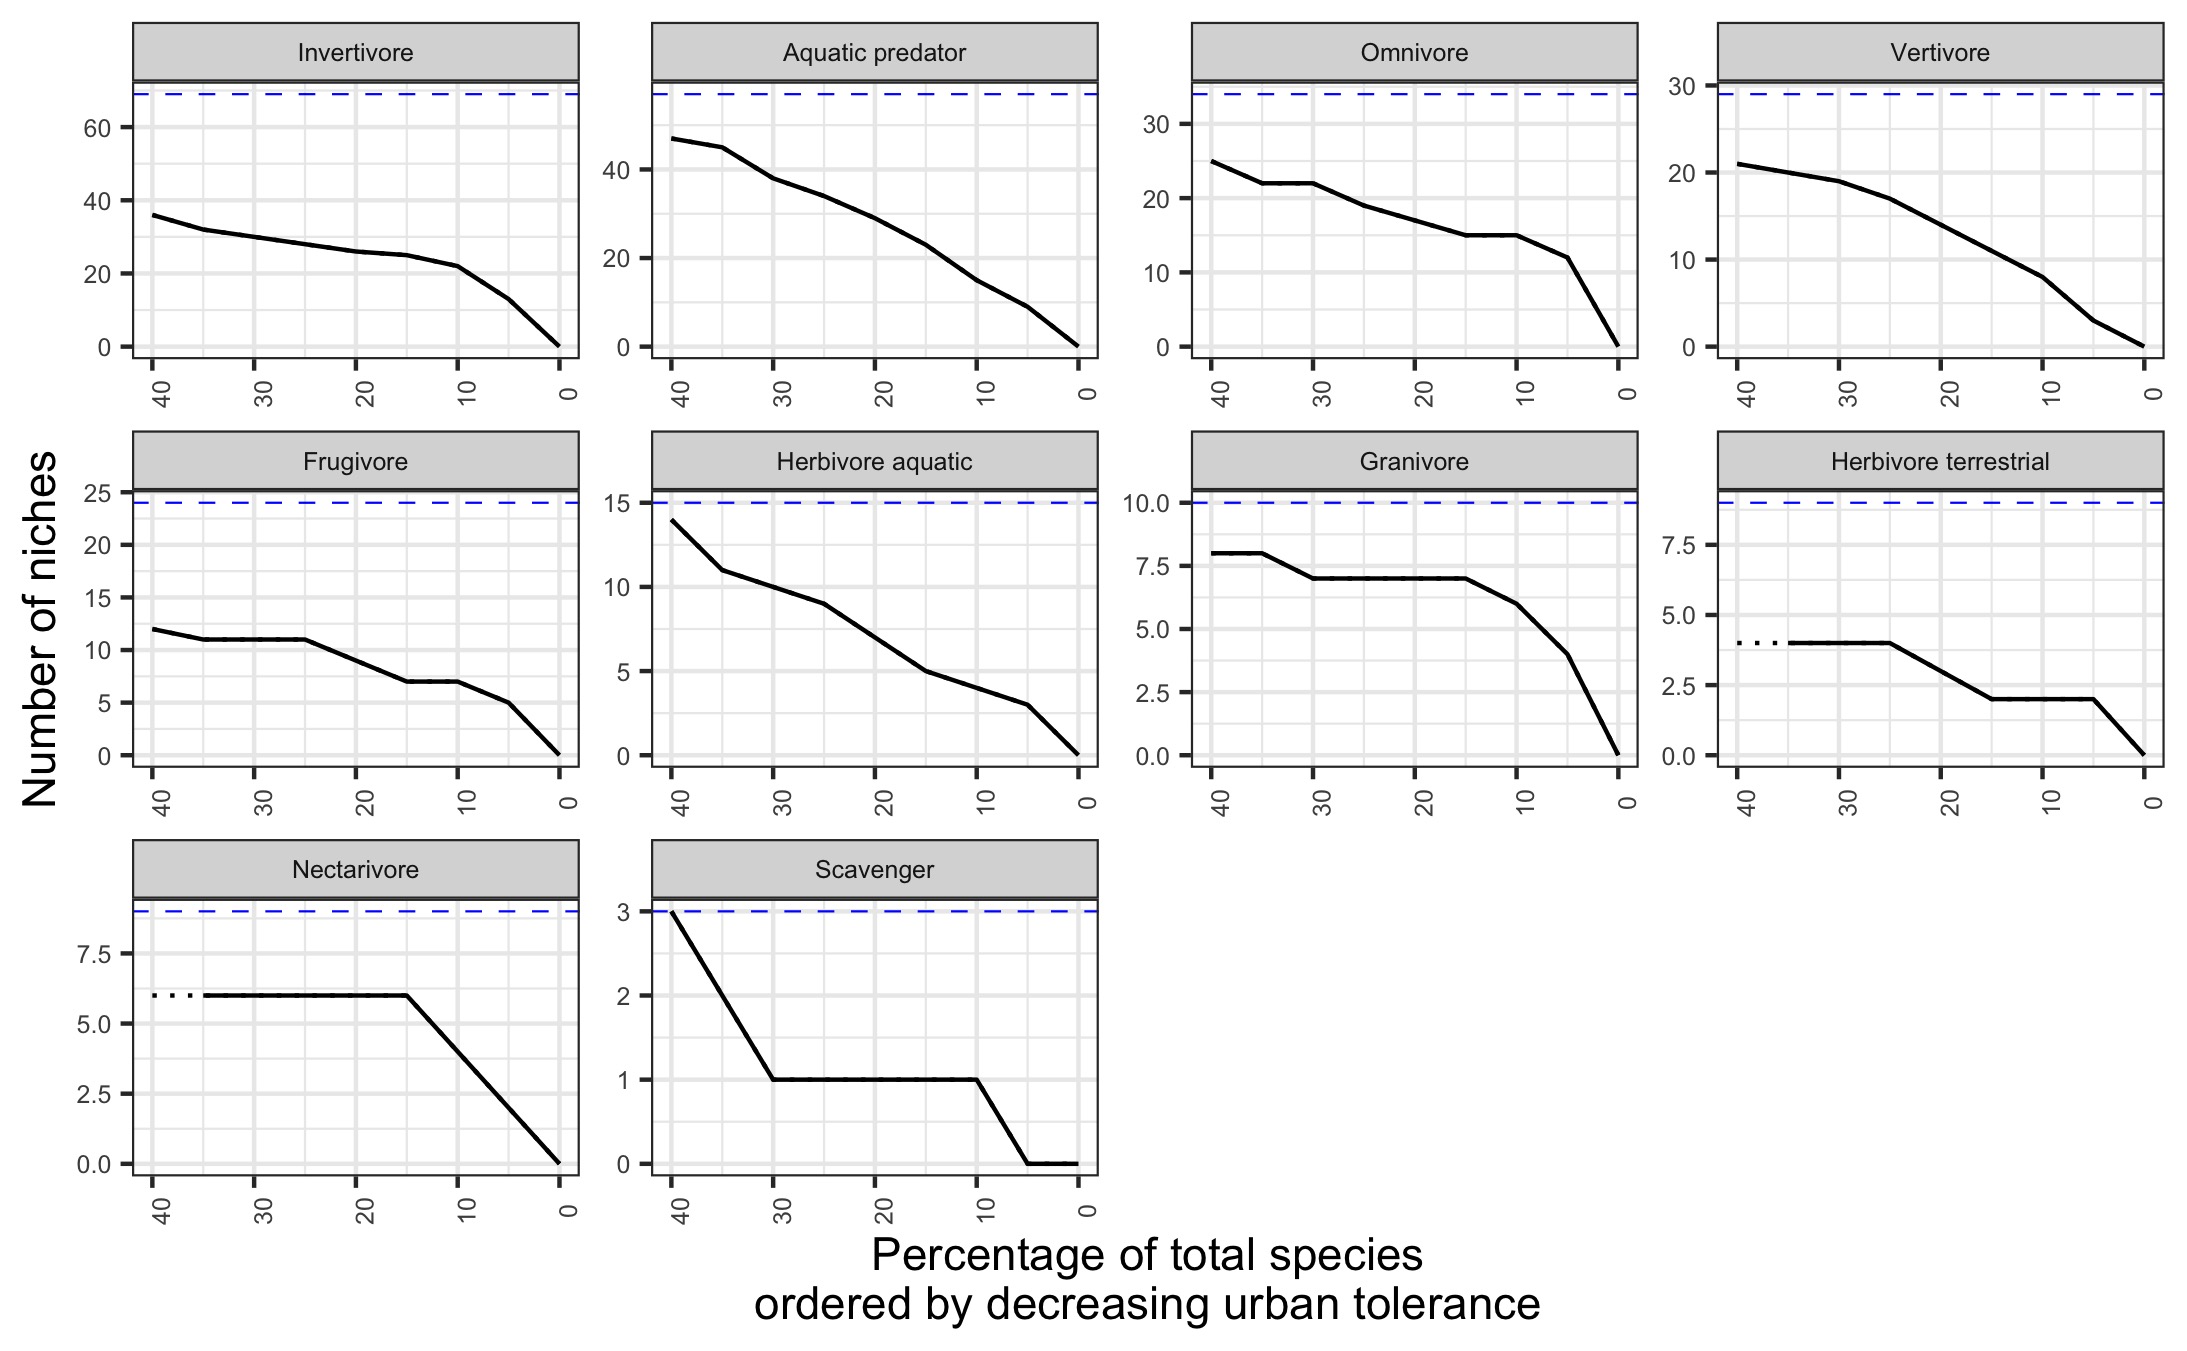 Invertivore
Aquatic predator
Omnivore
Vertivore
60
40
20
0
40
20
0
30
20
10
0
30
20
10
0
40 30 20 10 0
40 30 20 10 0
40 30 20 10 0
40 30 20 10 0
Frugivore
Herbivore aquatic
Granivore
Herbivore terrestrial
25
20
15
10
5
0
15
10
5
0
10.0
7.5
5.0
2.5
0.0
7.5
5.0
2.5
0.0
40 30 20 10 0
40 30 20 10 0
40 30 20 10 0
40 30 20 10 0
Nectarivore
Scavenger
7.5
5.0
2.5
0.0
3
2
1
0
40 30 20 10 0
40 30 20 10 0
Number of niches
Percentage of total species
ordered by decreasing urban tolerance